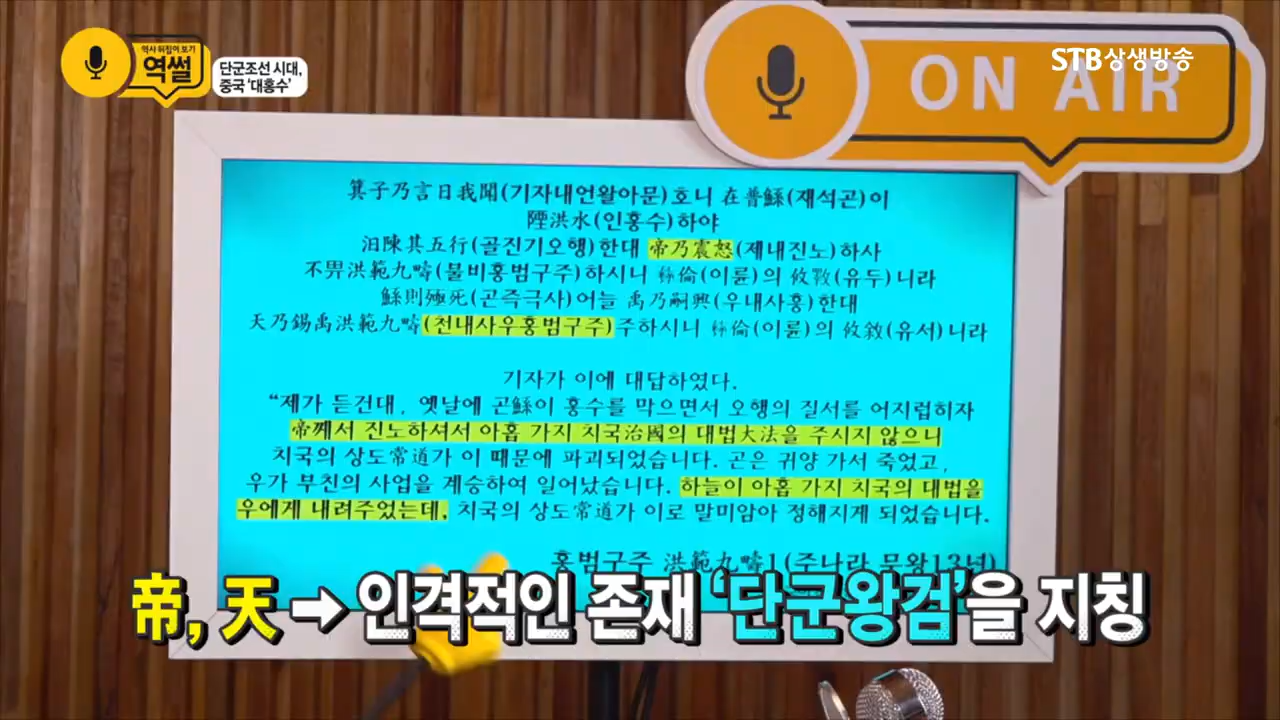 역사 뒤집어 보기
역썰
단군조선 시대,
중국 '대홍수'
STB상생방송
ON AIR
箕子乃言日我聞(기자내언왈아문)호니 在昔鯀(재석곤)이
陻洪水(인홍수)하야
汨陳其五行(골진기오행)한대 帝乃震怒(제내진노)하사
不畀洪範九疇(불비홍범구주)하시니 彝倫(이륜)의 攸斁(유두)니라
鯀則殛死(곤즉극사)어늘 禹乃嗣興(우내사흥)한대
天乃錫禹洪範九疇(천내사우홍범구주)주하시니 彝倫(이륜)의 攸敘(유서)니라
기자가 이에 대답하였다.
“제가 듣건대, 옛날에 곤鯀이 홍수를 막으면서 오행의 질서를 어지럽히자
帝께서 진노하셔서 아홉 가지 치국治國의 대법大法을 주시지 않으니
치국의 상도常道가 이 때문에 파괴되었습니다. 곤은 귀양 가서 죽었고,
우가 부친의 사업을 계승하여 일어났습니다. 하늘이 아홉 가지 치국의 대법을
우에게 내려주었는데, 치국의 상도常道가 이로 말미암아 정해지게 되었습니다.
홍범구주 洪範九疇1(주나라 무왕13년)
帝, 天 ➡ 인격적인 존재 '단군왕검'을 지칭